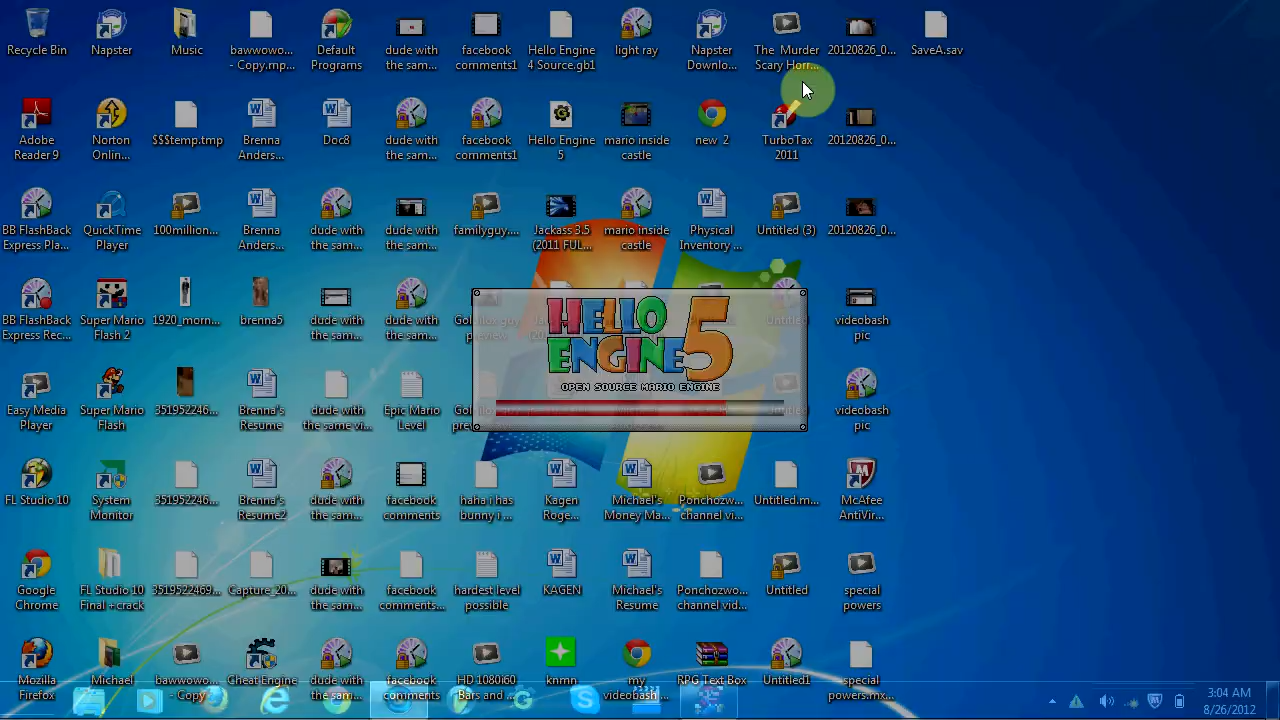 Recycle Bin
Napster
Music
bawwowo...
- Copy.mp...
Default
Programs
dude with
the sam...
facebook
comments1
Hello Engine
4 Source.gb1
light ray
Napster
Downlo...
The Murder
Scary Horr...
20120826_0...
SaveA.sav
Adobe
Reader 9
Norton
Online...
$$$temp.tmp
Brenna
Anders...
Doc8
dude with
the sam...
facebook
comments1
Hello Engine
5
mario inside
castle
new 2
TurboTax
2011
20120826_0...
BB FlashBack
Express Pla...
QuickTime
Player
100million...
Brenna
Anders...
dude with
the sam...
dude with
the sam...
familyguy....
Jackass 3.5
(2011 FUL...
mario inside
castle
Physical
Inventory ...
Untitled (3)
20120826_0...
BB FlashBack
Express Rec...
Super Mario
Flash 2
1920_morn...
brenna5
dude with
the sam...
dude with
the sam...
Untitled
videobash
pic
HELLO
ENGINE 5
OPEN SOURCE MARIO ENGINE
Easy Media
Player
Super Mario
Flash
351952246...
Brenna's
Resume
dude with
the same vi...
Epic Mario
Level
Untitled
videobash
pic
FL Studio 10
System
Monitor
351952246...
Brenna's
Resume2
dude with
the sam...
facebook
comments
haha i has
bunny i ...
Kagen
Roge...
Michael's
Money Ma...
Ponchozw...
channel vi...
Untitled.m...
McAfee
AntiVir...
Google
Chrome
FL Studio 10
Final +crack
3519522469...
Capture_20...
dude with
the sam...
facebook
comments...
hardest level
possible
KAGEN
Michael's
Resume
Ponchozwo...
channel vid...
Untitled
special
powers
Mozilla
Firefox
Michael
bawwowo...
- Copy
Cheat Engine
dude with
the sam...
facebook
comments
HD 1080i60
Bars and ...
knmn
my
videobash ...
RPG Text Box
Untitled1
special
powers.mx...
3:04 AM
8/26/2012